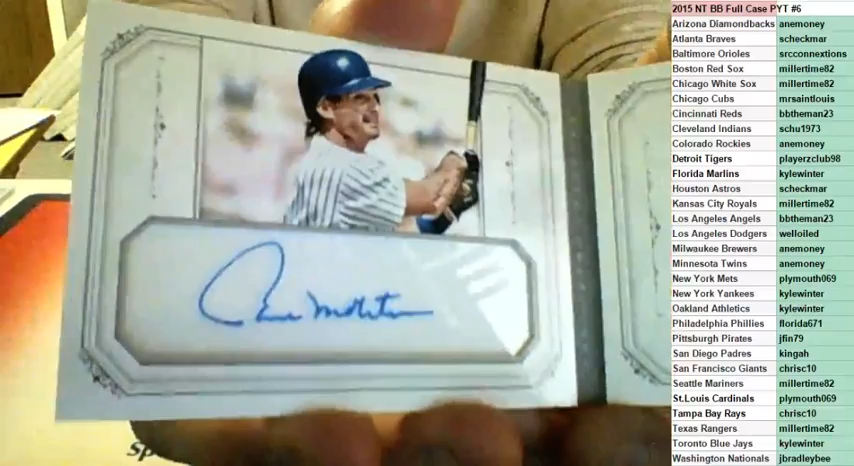 Paul Molitor
Sp
2015 NT BB Full Case PYT #6
Arizona Diamondbacks anemoney
Atlanta Braves scheckmar
Baltimore Orioles srcconnextions
Boston Red Sox millertime82
Chicago White Sox millertime82
Chicago Cubs mrsaintlouis
Cincinnati Reds bbtheman23
Cleveland Indians schu1973
Colorado Rockies anemoney
Detroit Tigers playerzclub98
Florida Marlins kylewinter
Houston Astros scheckmar
Kansas City Royals millertime82
Los Angeles Angels bbtheman23
Los Angeles Dodgers welloiled
Milwaukee Brewers anemoney
Minnesota Twins anemoney
New York Mets plymouth069
New York Yankees kylewinter
Oakland Athletics kylewinter
Philadelphia Phillies florida671
Pittsburgh Pirates jfin79
San Diego Padres kingah
San Francisco Giants chrisc10
Seattle Mariners millertime82
St.Louis Cardinals plymouth069
Tampa Bay Rays chrisc10
Texas Rangers millertime82
Toronto Blue Jays kylewinter
Washington Nationals jbradleybee